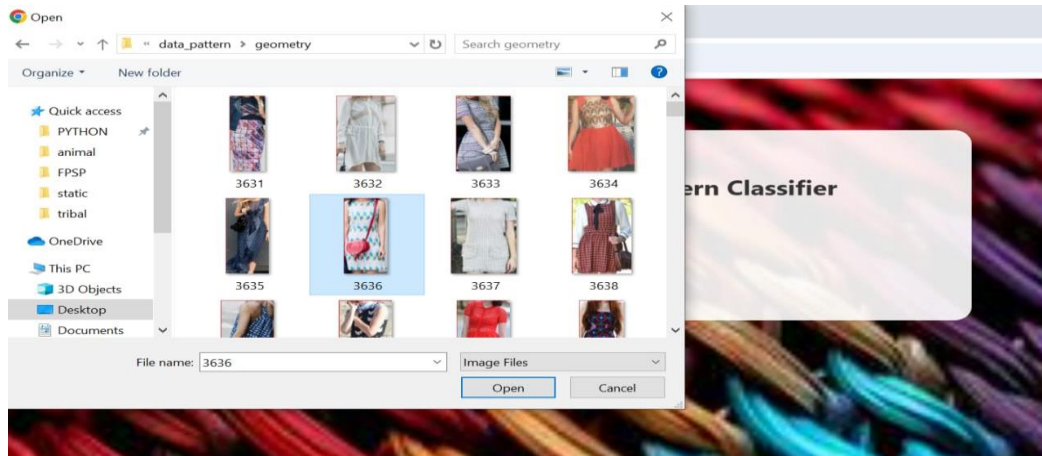 Open
data_pattern > geometry
Search geometry
Organize
New folder
Quick access
PYTHON
animal
FPSP
static
tribal
OneDrive
This PC
3D Objects
Desktop
Documents
3631 3632 3633 3634
3635 3636 3637 3638
File name: 3636
Image Files
Open
Cancel
ern Classifier